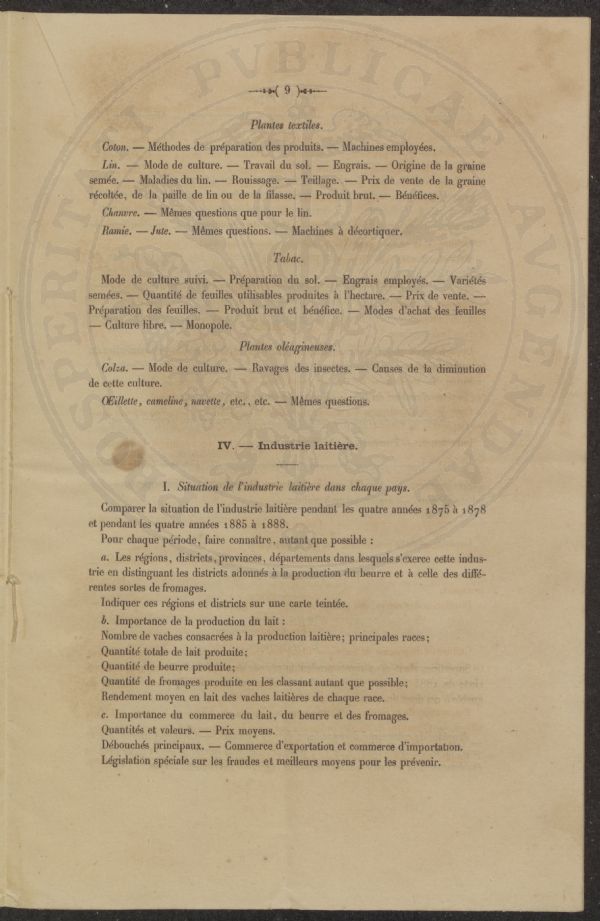 ( 9 )
Plantes textiles.
Coton. — Méthodes de préparation des produits. — Machines employées.
Lin. — Mode de culture. — Travail du sol. — Engrais. — Origine de la graine
semée. — Maladies du lin. — Rouissage. — Teillage. — Prix de vente de la graine
récoltée, de la paille de lin ou de la filasse. — Produit brut. — Bénéfices.
Chanvre. — Mêmes questions que pour le lin.
Ramie. — Jute. — Mêmes questions. — Machines à décortiquer.
Tabac.
Mode de culture suivi. — Préparation du sol. — Engrais employés. — Variétés
semées. — Quantité de feuilles utilisables produites à l'hectare. — Prix de vente. —
Préparation des feuilles. — Produit brut et bénéfice. — Modes d'achat des feuilles
— Culture libre. — Monopole.
Plantes oléagineuses.
Colza. — Mode de culture. — Ravages des insectes. — Causes de la diminution
de cette culture.
Œillette, cameline, navette, etc., etc. — Mêmes questions.
IV. — Industrie laitière.
I. Situation de l'industrie laitière dans chaque pays.
Comparer la situation de l'industrie laitière pendant les quatre années 1875 à 1878
et pendant les quatre années 1885 à 1888.
Pour chaque période, faire connaître, autant que possible :
a. Les régions, districts, provinces, départements dans lesquels s'exerce cette indus-
trie en distinguant les districts adonnés à la production du beurre et à celle des diffé-
rentes sortes de fromages.
Indiquer ces régions et districts sur une carte teintée.
b. Importance de la production du lait :
Nombre de vaches consacrées à la production laitière; principales races;
Quantité totale de lait produite;
Quantité de beurre produite;
Quantité de fromages produite en les classant autant que possible;
Rendement moyen en lait des vaches laitières de chaque race.
c. Importance du commerce du lait, du beurre et des fromages.
Quantités et valeurs. — Prix moyens.
Débouchés principaux. — Commerce d'exportation et commerce d'importation.
Législation spéciale sur les fraudes et meilleurs moyens pour les prévenir.
PROSPERITATI PVBLICAE AVGENDAE